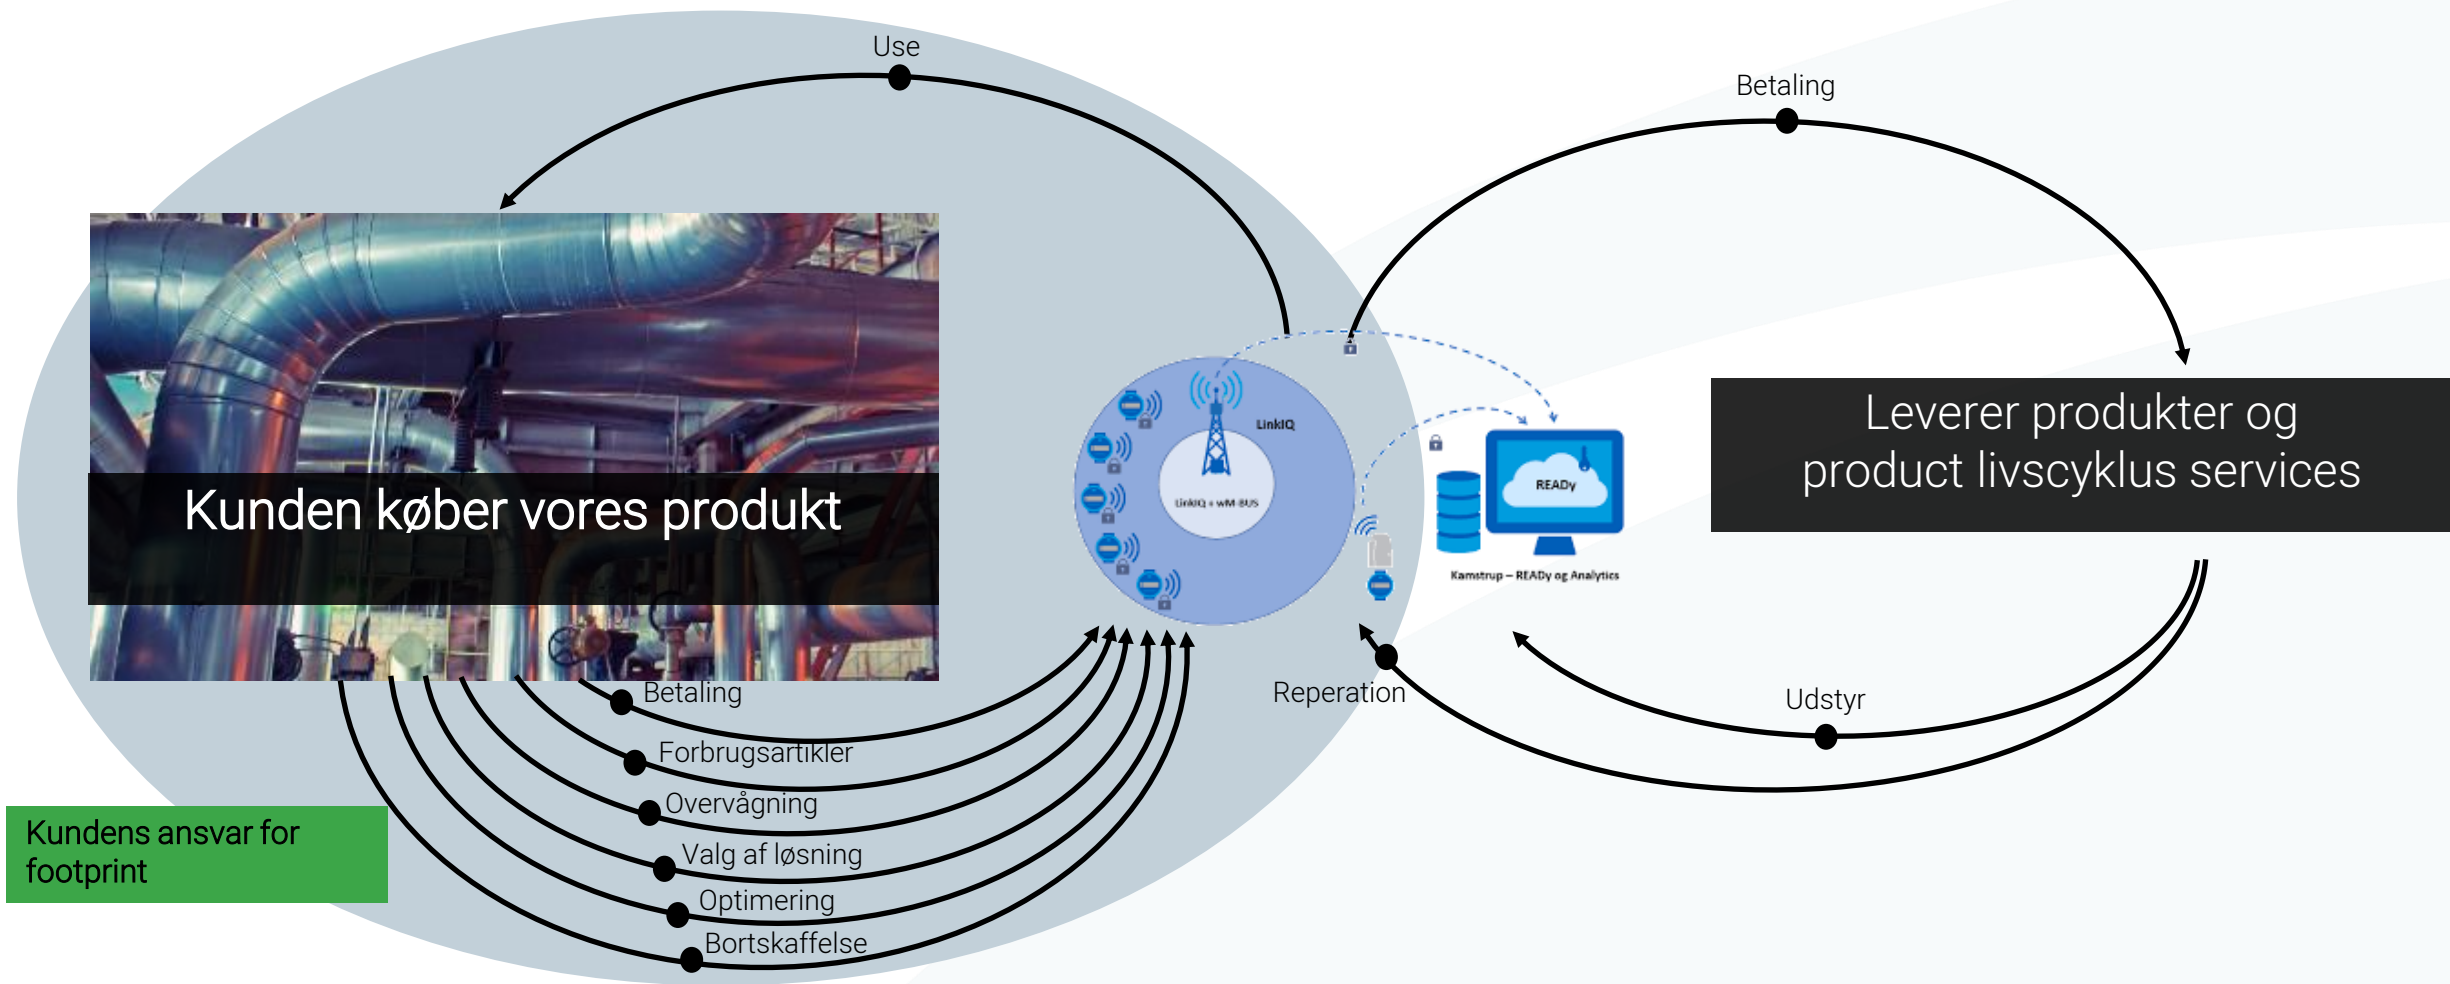 Use
Betaling
Kunden køber vores produkt
LinkIQ
LinkIQ + wM-BUS
READy
Kamstrup – READy og Analytics
Leverer produkter og
product livscyklus services
Betaling
Forbrugsartikler
Overvågning
Valg af løsning
Optimering
Bortskaffelse
Reperation
Udstyr
Kundens ansvar for
footprint